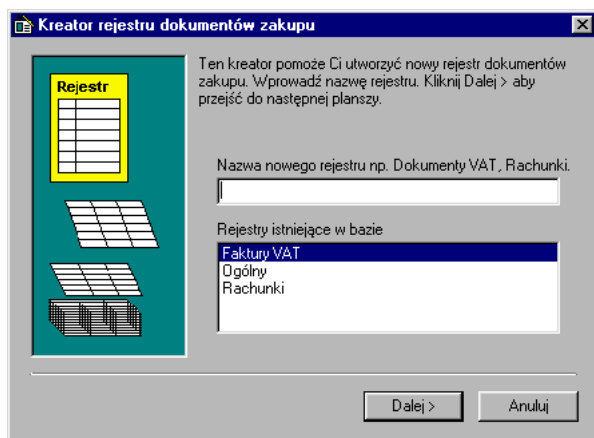 Kreator rejestru dokumentów zakupu
Ten kreator pomoże Ci utworzyć nowy rejestr dokumentów
zakupu. Wprowadź nazwę rejestru. Kliknij Dalej > aby
przejść do następnej planszy.
Rejestr
Nazwa nowego rejestru np. Dokumenty VAT, Rachunki.
Rejestry istniejące w bazie
Faktury VAT
Ogólny
Rachunki
Dalej >
Anuluj